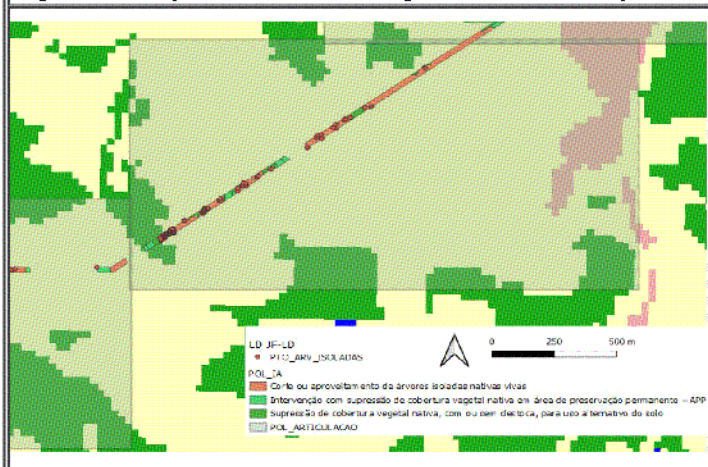 LD JF-LD
PTO_ARV_ISOLADAS
POL_IA
Corte ou aproveitamento de árvores isoladas nativas vivas
Intervenção com supressão de cobertura vegetal nativa em área de preservação permanente – APP
Supressão de cobertura vegetal nativa, com ou sem destoca, para uso alternativo do solo
POL_ARTICULACAO
0 250 500 m